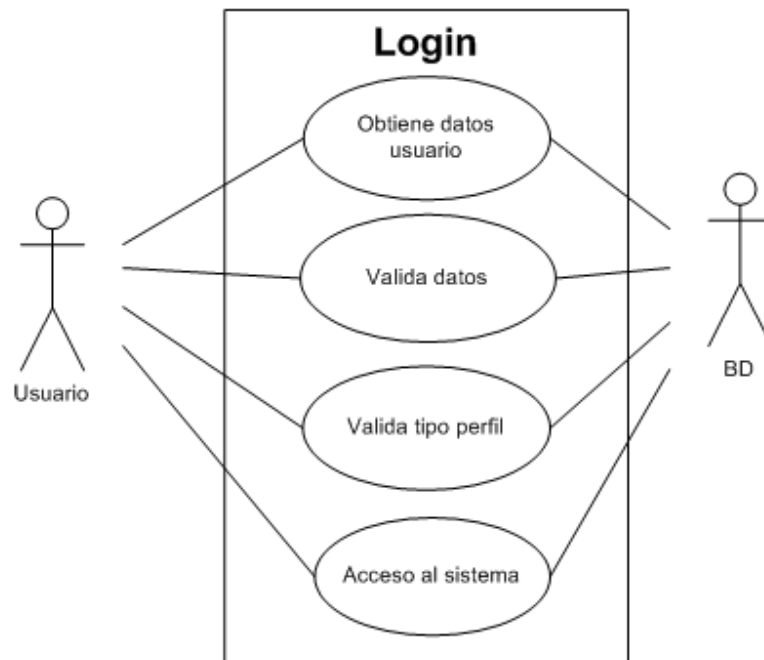 Login
Obtiene datos
usuario
Valida datos
Usuario
BD
Valida tipo perfil
Acceso al sistema